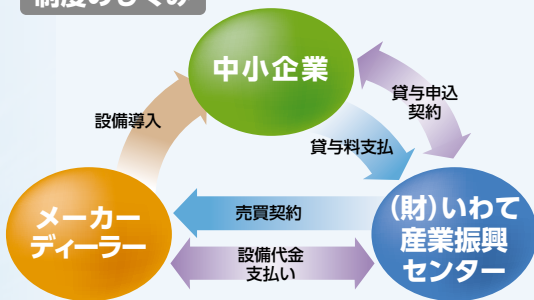 制度のしくみ
中小企業
貸与申込
契約
設備導入
貸与料支払
メーカー
ディーラー
売買契約
(財)いわて
産業振興
センター
設備代金
支払い